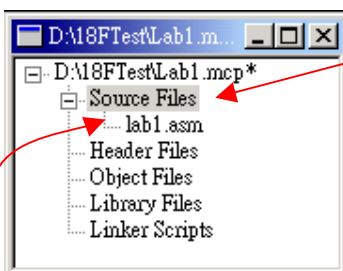 D:\18FTest\Lab1.m...
D:\18FTest\Lab1.mcp*
Source Files
lab1.asm
Header Files
Object Files
Library Files
Linker Scripts